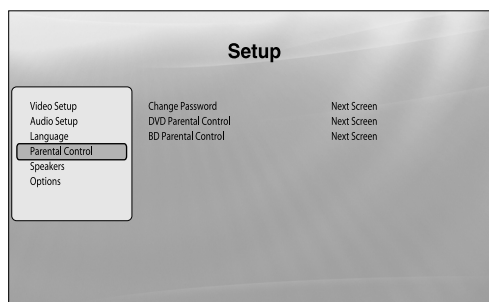 Setup
Video Setup
Audio Setup
Language
Parental Control
Speakers
Options
Change Password Next Screen
DVD Parental Control Next Screen
BD Parental Control Next Screen